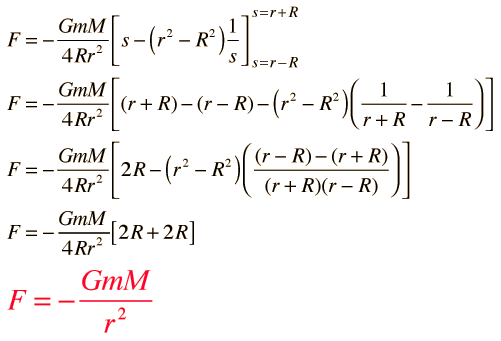 F = −\frac{GmM}{4Rr^2}\left[s−\left(r^2−R^2\right)\frac{1}{s}\right]_{s=r−R}^{s=r+R}
F = −\frac{GmM}{4Rr^2}\left[(r+R)−(r−R)−\left(r^2−R^2\right)\left(\frac{1}{r+R}−\frac{1}{r−R}\right)\right]
F = −\frac{GmM}{4Rr^2}\left[2R−\left(r^2−R^2\right)\left(\frac{(r−R)−(r+R)}{(r+R)(r−R)}\right)\right]
F = −\frac{GmM}{4Rr^2}[2R+2R]
F = −\frac{GmM}{r^2}